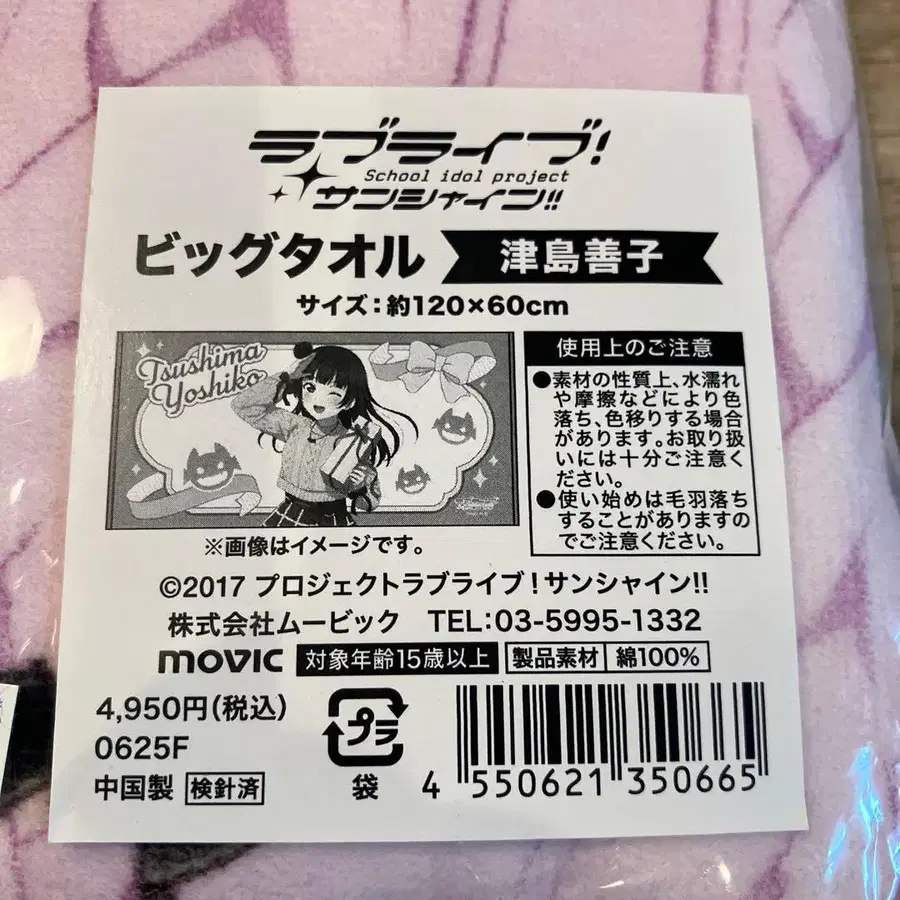 ラブライブ!
School idol project
サンシャイン!!
ビッグタオル 津島善子
サイズ:約120×60cm
Tsushima
Yoshiko
※画像はイメージです。
使用上のご注意
●素材の性質上、水濡れ
や摩擦などにより色
落ち、色移りする場合
があります。お取り扱
いには十分ご注意く
ださい。
●使い始めは毛羽落ち
することがありますの
でご注意ください。
©2017 プロジェクトラブライブ!サンシャイン!!
株式会社ムービック TEL:03-5995-1332
movic 対象年齢15歳以上 製品素材 綿100%
4,950円(税込)
0625F
中国製 検針済
プラ
袋
4 550621 350665